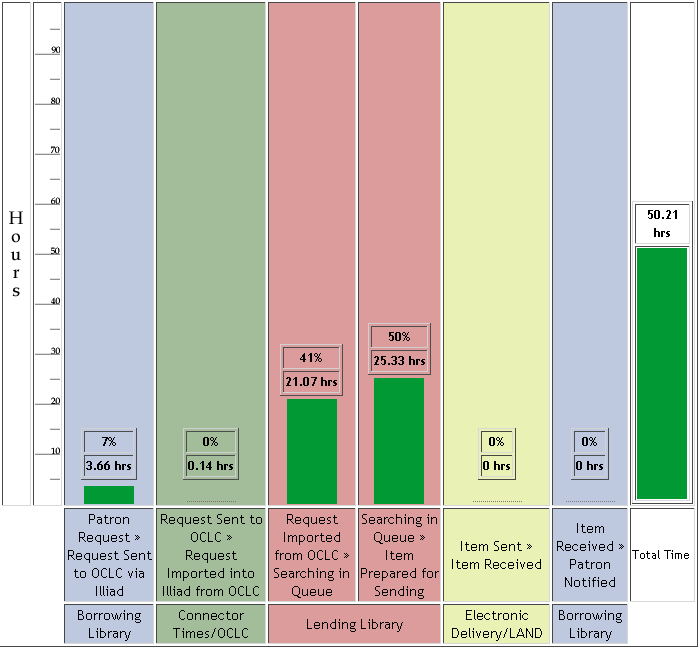 Hours
90
80
70
60
50
40
30
20
10
7%
3.66 hrs
0%
0.14 hrs
41%
21.07 hrs
50%
25.33 hrs
0%
0 hrs
0%
0 hrs
50.21
hrs
Patron
Request »
Request Sent
to OCLC via
Illiad
Request Sent to
OCLC »
Request
Imported into
Illiad from OCLC
Request
Imported
from OCLC »
Searching in
Queue
Searching in
Queue »
Item
Prepared for
Sending
Item Sent »
Item Received
Item
Received »
Patron
Notified
Total Time
Borrowing
Library
Connector
Times/OCLC
Lending Library
Electronic
Delivery/LAND
Borrowing
Library